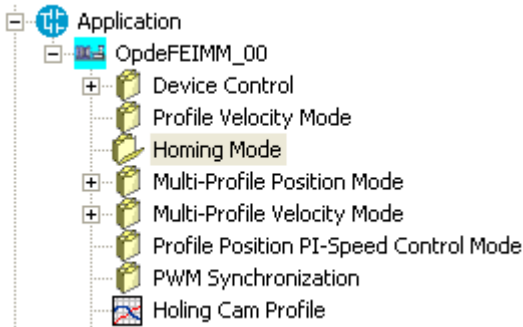 Application
OpdeFEIMM_00
Device Control
Profile Velocity Mode
Homing Mode
Multi-Profile Position Mode
Multi-Profile Velocity Mode
Profile Position PI-Speed Control Mode
PWM Synchronization
Holing Cam Profile